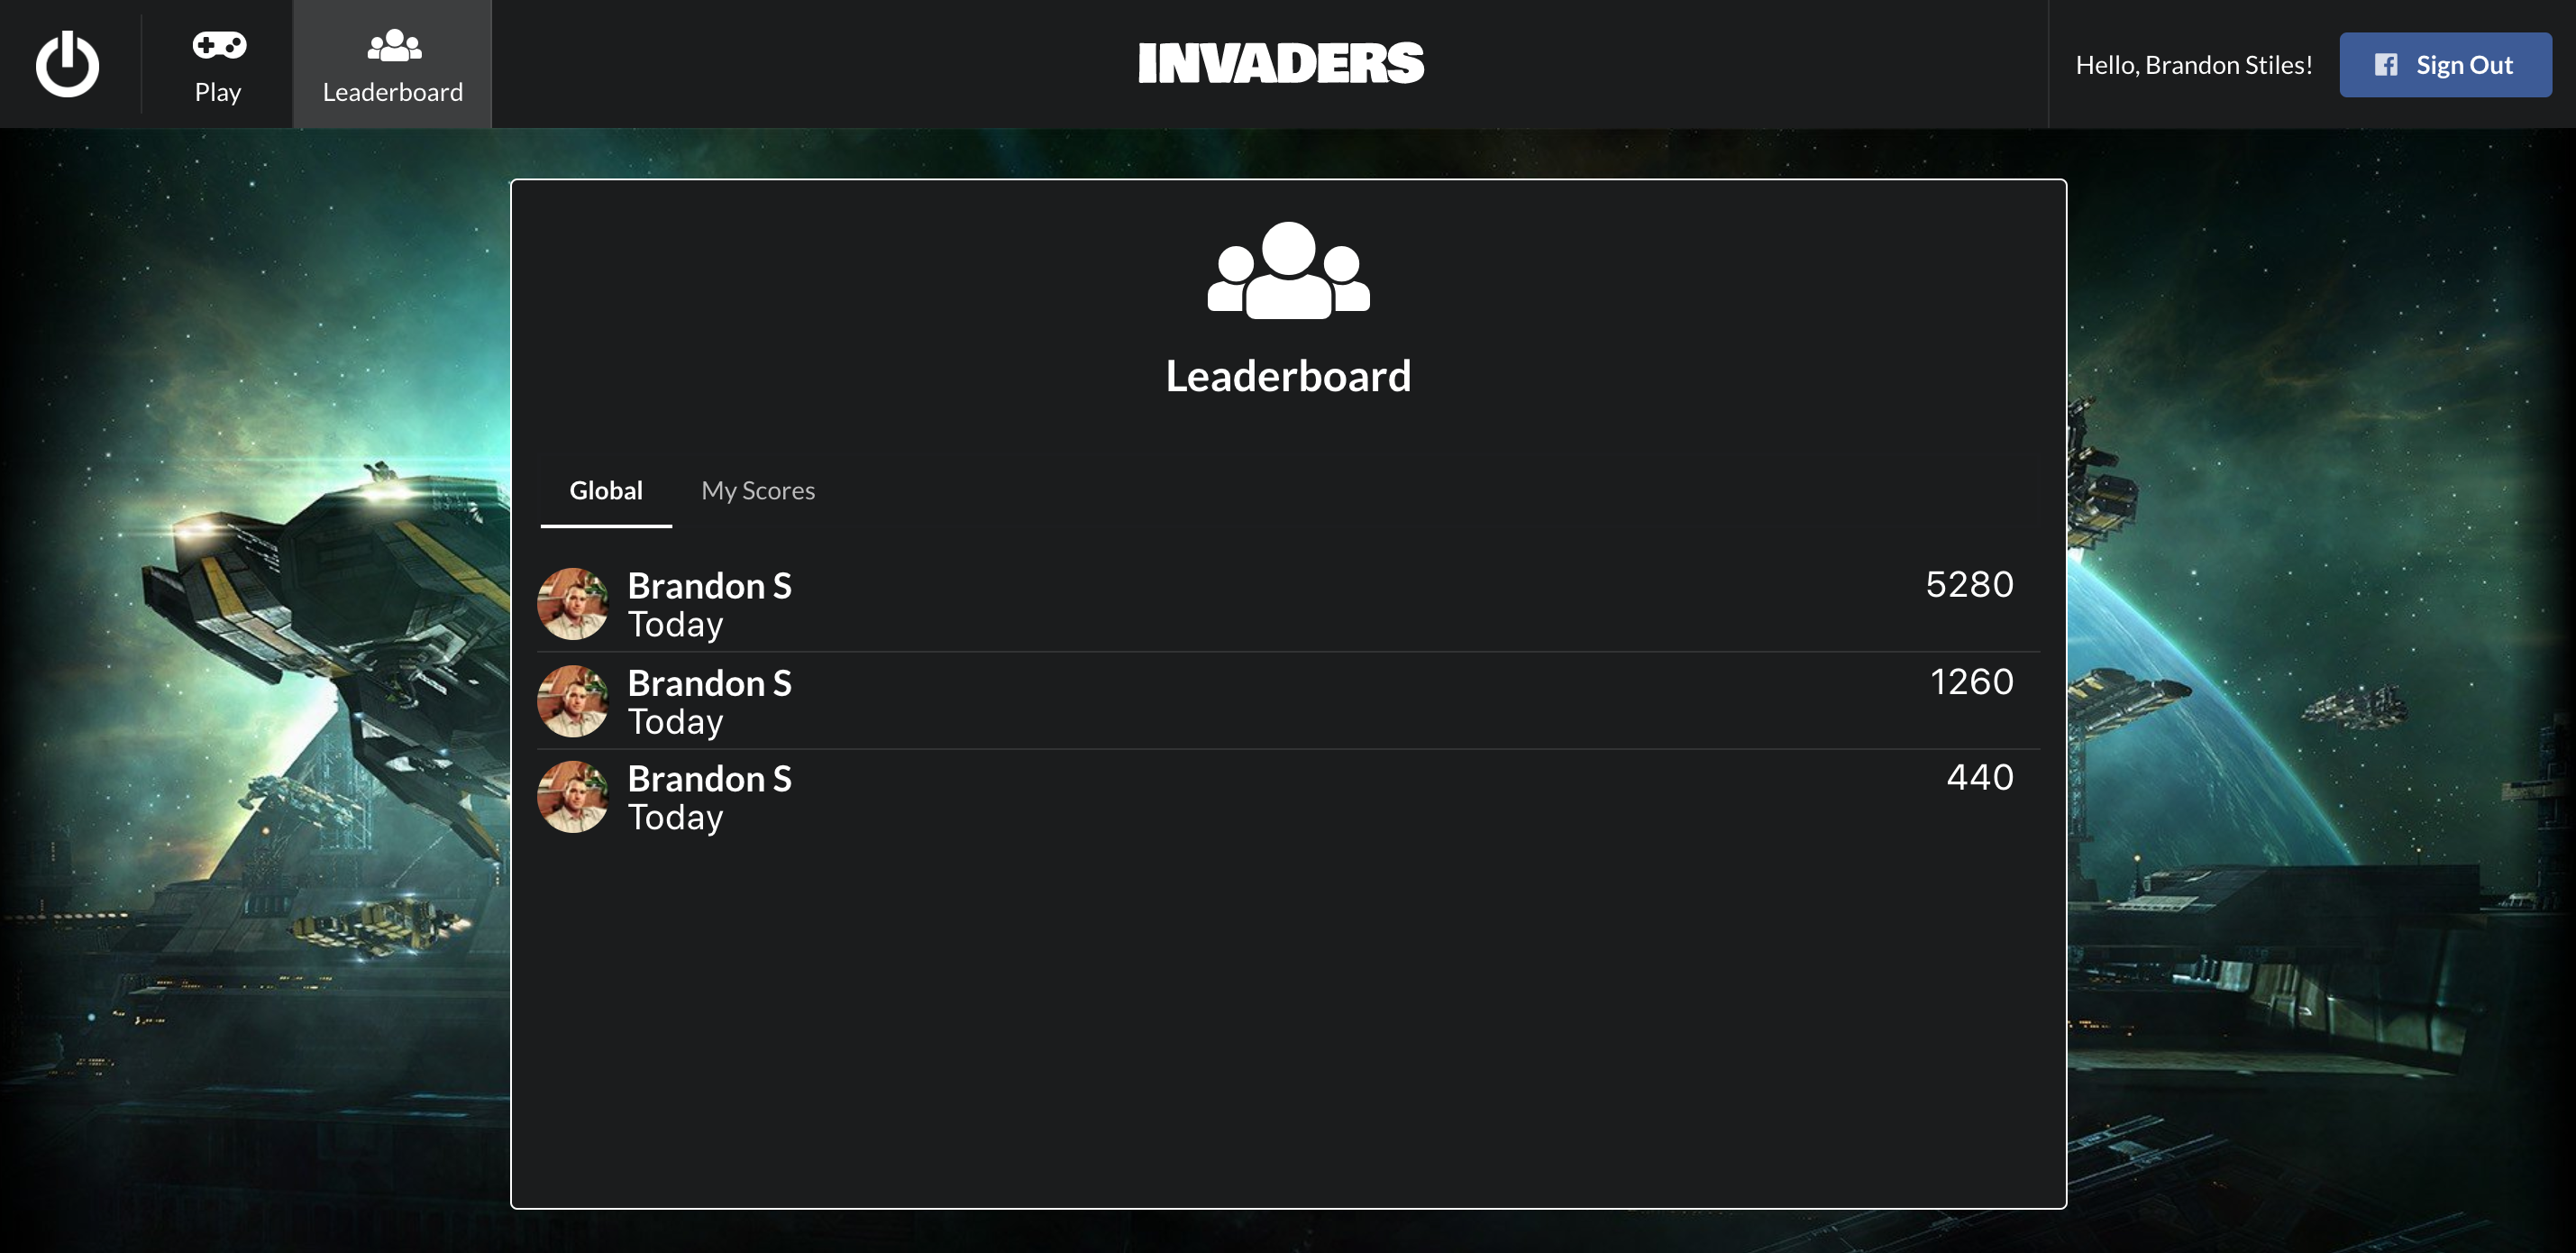 Play
Leaderboard
INVADERS
Hello, Brandon Stiles!
Sign Out
Leaderboard
Global
My Scores
Brandon S
5280
Today
Brandon S
1260
Today
Brandon S
440
Today